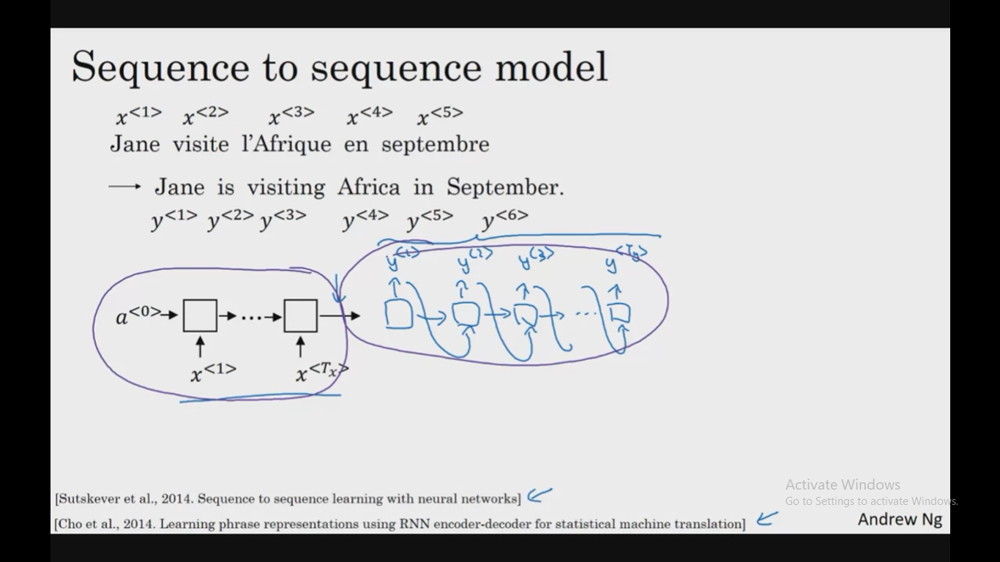 Sequence to sequence model
x<1> x<2> x<3> x<4> x<5>
Jane visite l'Afrique en septembre
→ Jane is visiting Africa in September.
y<1> y<2> y<3> y<4> y<5> y<6>
y<1> y<2> y<3> y<Ty>
a<0> → → ... → →
x<1> x<Tx>
[Sutskever et al., 2014. Sequence to sequence learning with neural networks]
[Cho et al., 2014. Learning phrase representations using RNN encoder-decoder for statistical machine translation]
Activate Windows
Go to Settings to activate Windows.
Andrew Ng